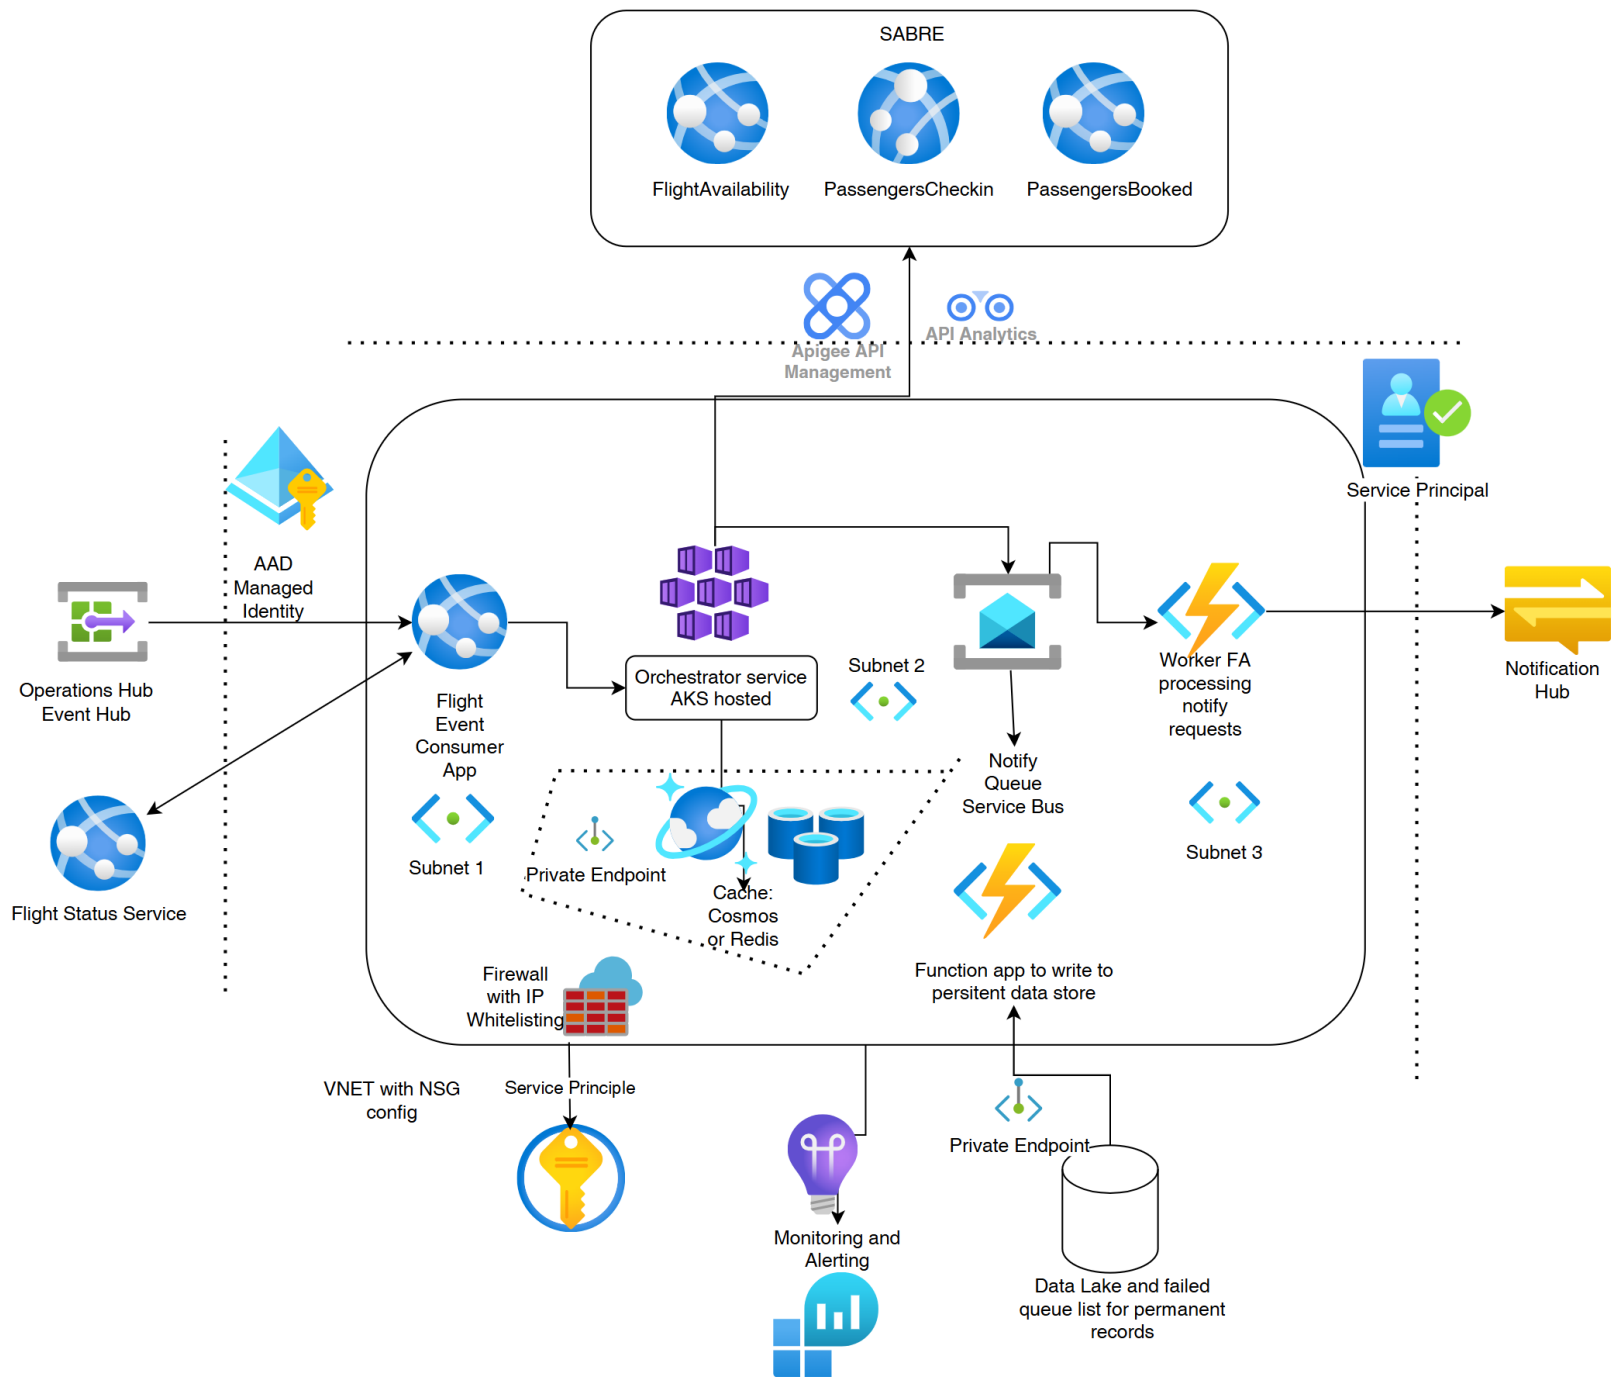 SABRE
FlightAvailability
PassengersCheckin
PassengersBooked
API Analytics
Apigee API
Management
Service Principal
AAD
Managed
Identity
Operations Hub
Event Hub
Flight
Event
Consumer
App
Orchestrator service
AKS hosted
Subnet 2
Worker FA
processing
notify
requests
Notification
Hub
Notify
Queue
Service Bus
Subnet 1
Subnet 3
Private Endpoint
Cache:
Cosmos
or Redis
Flight Status Service
Firewall
with IP
Whitelisting
Function app to write to
persitent data store
VNET with NSG
config
Service Principle
Private Endpoint
Monitoring and
Alerting
Data Lake and failed
queue list for permanent
records